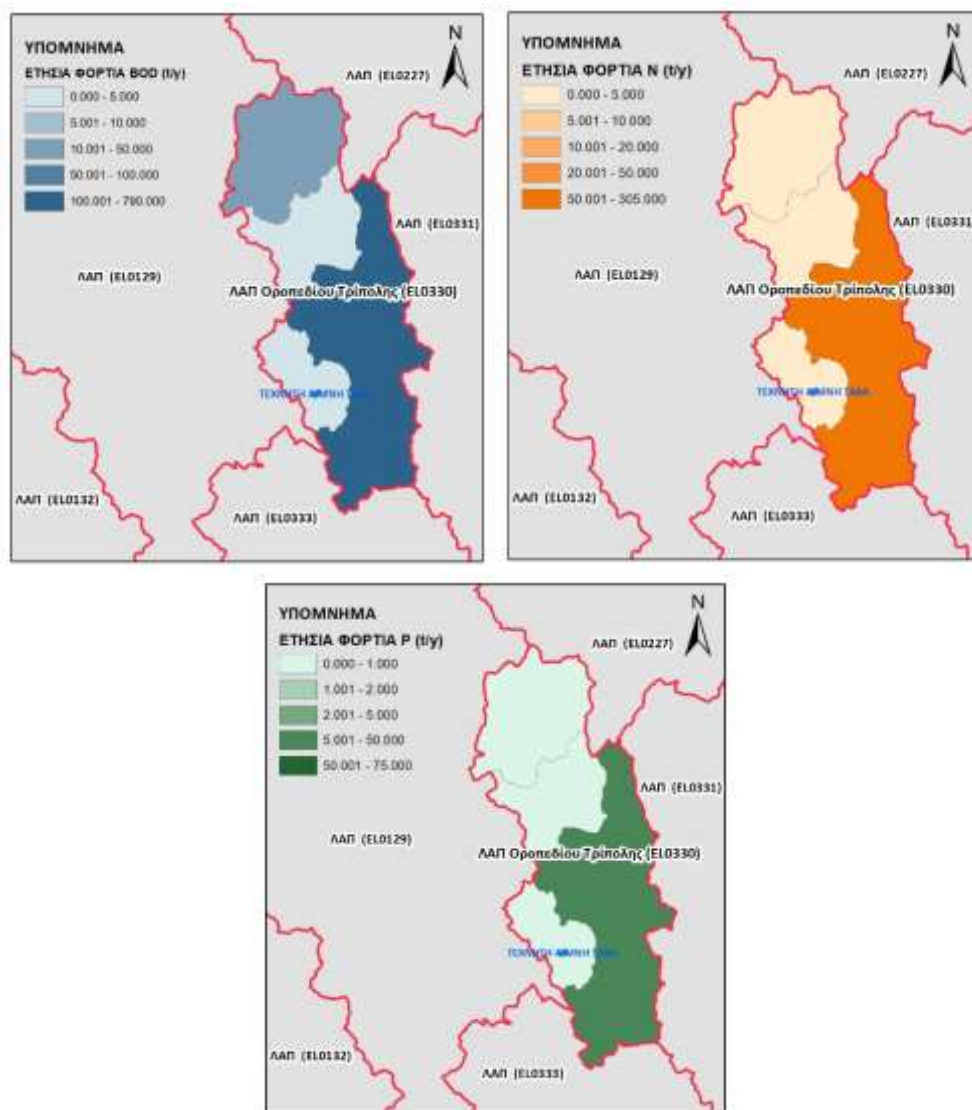 ΥΠΟΜΝΗΜΑ
ΕΤΗΣΙΑ ΦΟΡΤΙΑ BOD (t/y)
0.000 - 5.000
5.001 - 10.000
10.001 - 50.000
50.001 - 100.000
100.001 - 790.000
N
ΛΑΠ (EL0227)
ΛΑΠ (EL0331)
ΛΑΠ (EL0129)
ΛΑΠ Οροπεδίου Τρίπολης (EL0330)
ΤΕΧΝΗΤΗ
ΛΑΠ (EL0132)
ΛΑΠ (EL0333)
ΥΠΟΜΝΗΜΑ
ΕΤΗΣΙΑ ΦΟΡΤΙΑ N (t/y)
0.000 - 5.000
5.001 - 10.000
10.001 - 20.000
20.001 - 50.000
50.001 - 305.000
N
ΛΑΠ (EL0227)
ΛΑΠ (EL0331
ΛΑΠ (EL0129)
ΛΑΠ Οροπεδίου Τρίπολης (EL0330)
ΤΕΧΝΗΤΗ
ΛΑΠ (EL0132)
ΛΑΠ (EL0333)
ΥΠΟΜΝΗΜΑ
ΕΤΗΣΙΑ ΦΟΡΤΙΑ P (t/y)
0.000 - 1.000
1.001 - 2.000
2.001 - 5.000
5.001 - 50.000
50.001 - 75.000
N
ΛΑΠ (EL0227)
ΛΑΠ (EL0331)
ΛΑΠ (EL0129)
ΛΑΠ Οροπεδίου Τρίπολης (EL0330)
ΤΕΧΝΗΤΗ
ΛΑΠ (EL0132)
ΛΑΠ (EL0333)